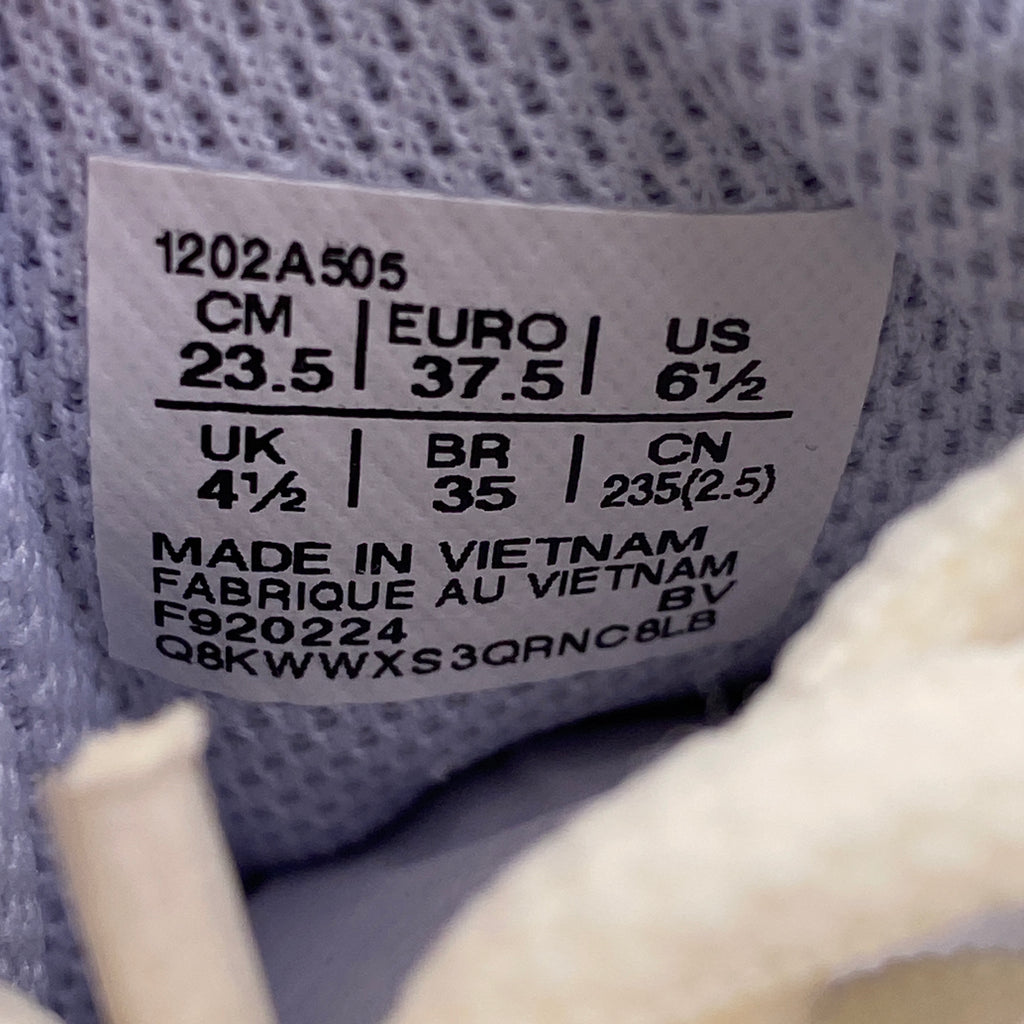 1202A505
CM | EURO | US
23.5 | 37.5 | 6½
UK | BR | CN
4½ | 35 | 235(2.5)
MADE IN VIETNAM
FABRIQUE AU VIETNAM
F920224 BV
Q8KWWXS3QRNC8LB